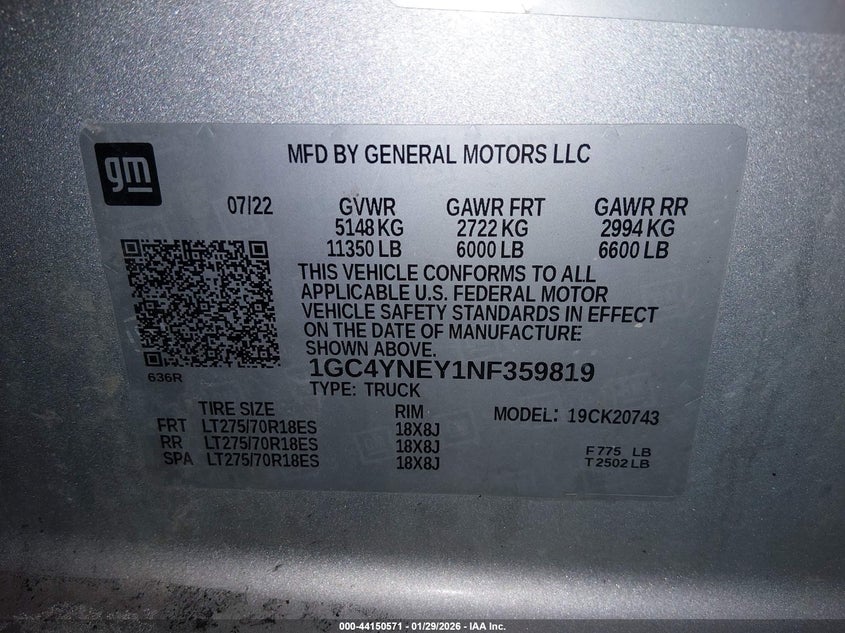 gm
MFD BY GENERAL MOTORS LLC
07/22 GVWR GAWR FRT GAWR RR
5148 KG 2722 KG 2994 KG
11350 LB 6000 LB 6600 LB
THIS VEHICLE CONFORMS TO ALL
APPLICABLE U.S. FEDERAL MOTOR
VEHICLE SAFETY STANDARDS IN EFFECT
ON THE DATE OF MANUFACTURE
SHOWN ABOVE.
1GC4YNEY1NF359819
636R
TYPE: TRUCK
TIRE SIZE RIM MODEL: 19CK20743
FRT LT275/70R18ES 18X8J
RR LT275/70R18ES 18X8J
SPA LT275/70R18ES 18X8J
F 775 LB
T 2502 LB
000-44150571 - 01/29/2026 - IAA Inc.